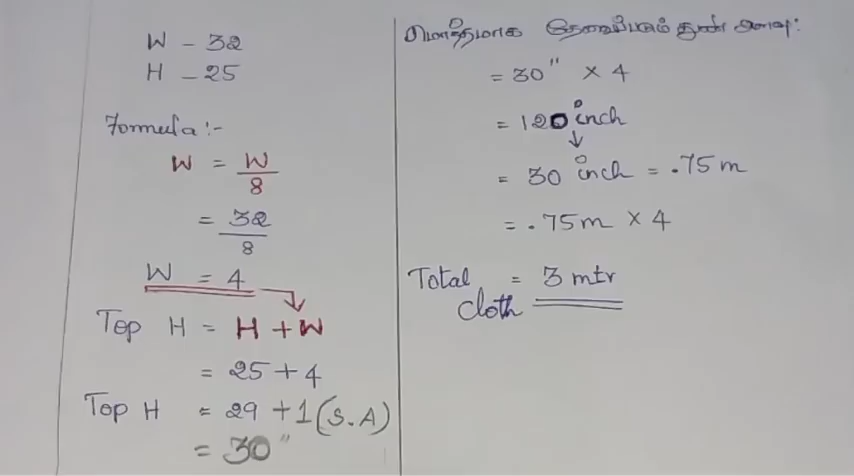 W - 32
H - 25
Formula :-
W = W
8
= 32
8
W = 4
Top H = H + W
= 25 + 4
Top H = 29 + 1 (S.A)
= 30"
மொத்தமாக தேவைப்படும் துணி அளவு :
= 30" × 4
= 120 inch
↓
= 30 inch = .75 m
= .75m × 4
Total = 3 mtr
cloth